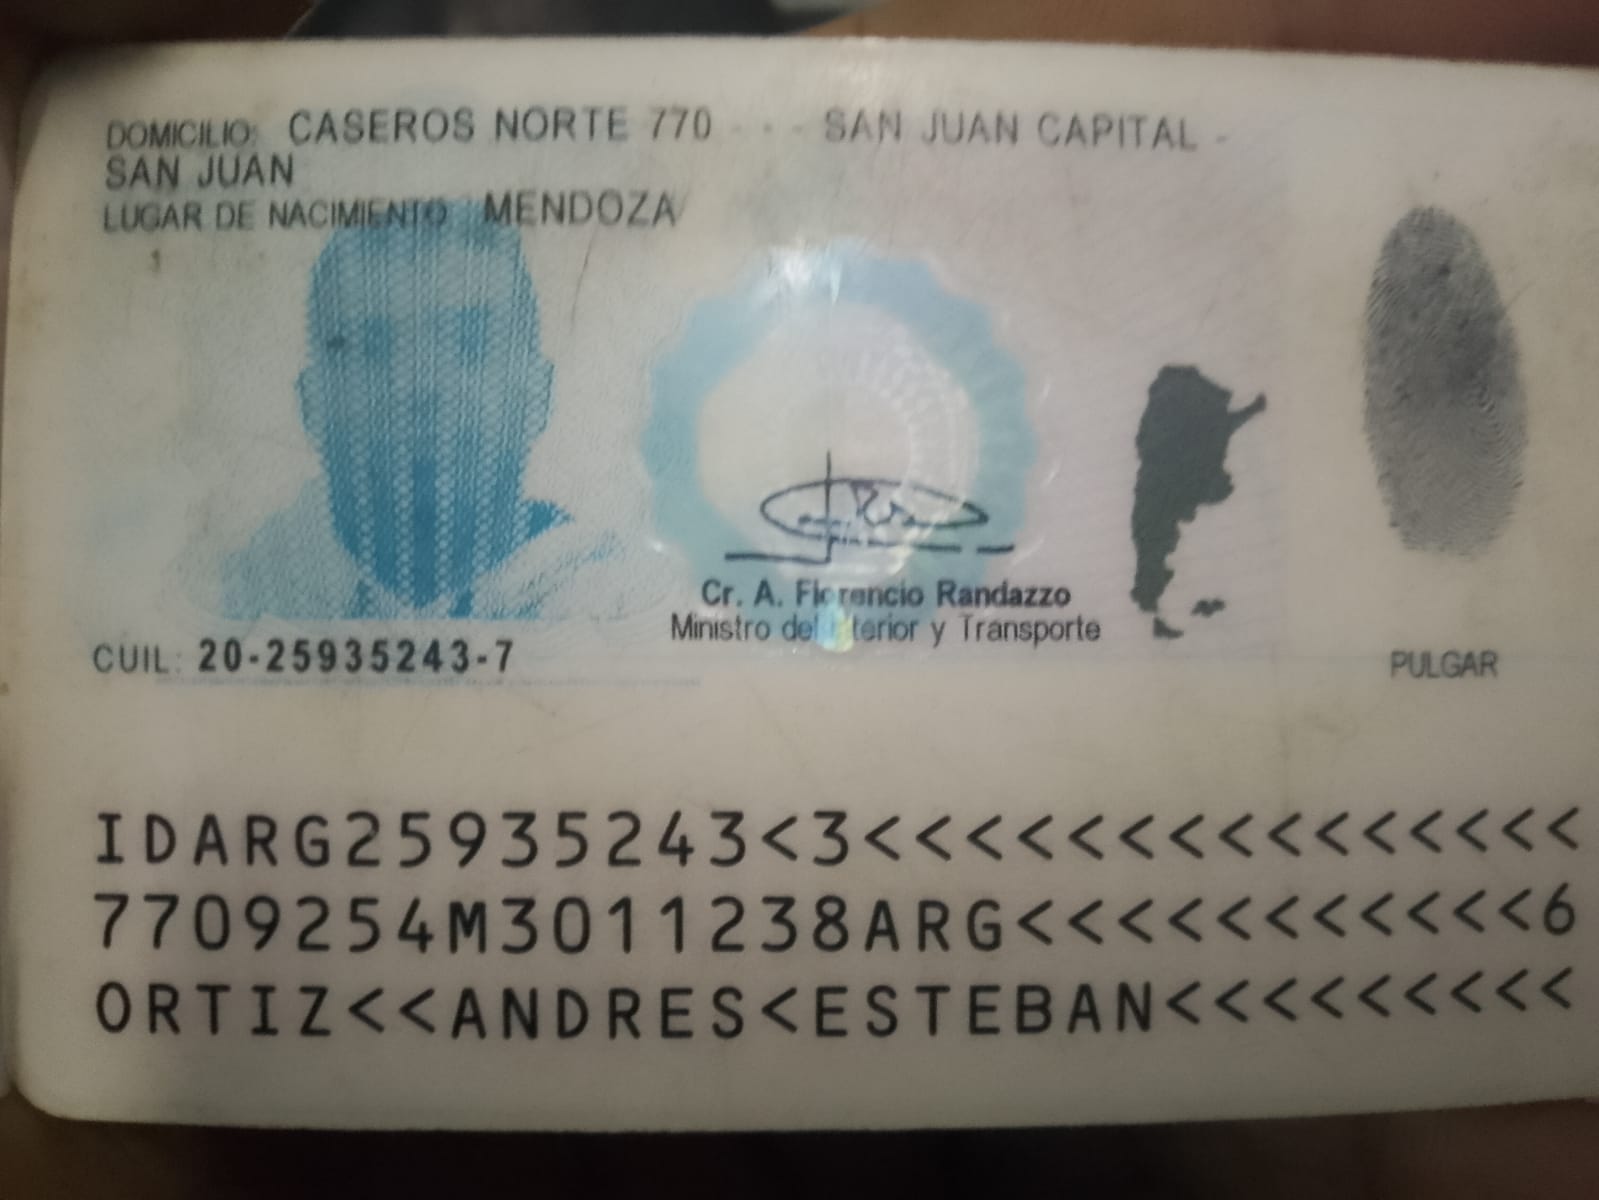 DOMICILIO: CASEROS NORTE 770 - - - SAN JUAN CAPITAL -
SAN JUAN
LUGAR DE NACIMIENTO: MENDOZA
Cr. A. Florencio Randazzo
Ministro del Interior y Transporte
CUIL: 20-25935243-7
PULGAR
IDARG25935243<3<<<<<<<<<<<<<<<
7709254M3011238ARG<<<<<<<<<<<6
ORTIZ<<ANDRES<ESTEBAN<<<<<<<<<